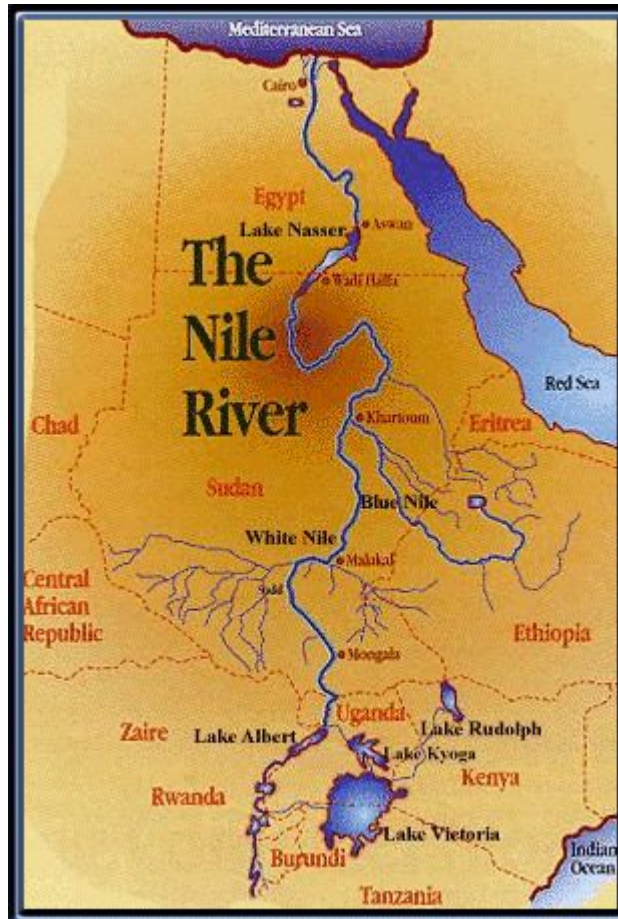 Mediterranean Sea
Cairo
Egypt
Lake Nasser
Aswan
The
Nile
River
Wadi Halfa
Red Sea
Chad
Khartoum
Eritrea
Sudan
Blue Nile
White Nile
Malakal
Central
African
Republic
Sudd
Ethiopia
Mongala
Zaire
Lake Albert
Uganda
Lake Rudolph
Lake Kyoga
Kenya
Rwanda
Lake Victoria
Burundi
Indian
Ocean
Tanzania